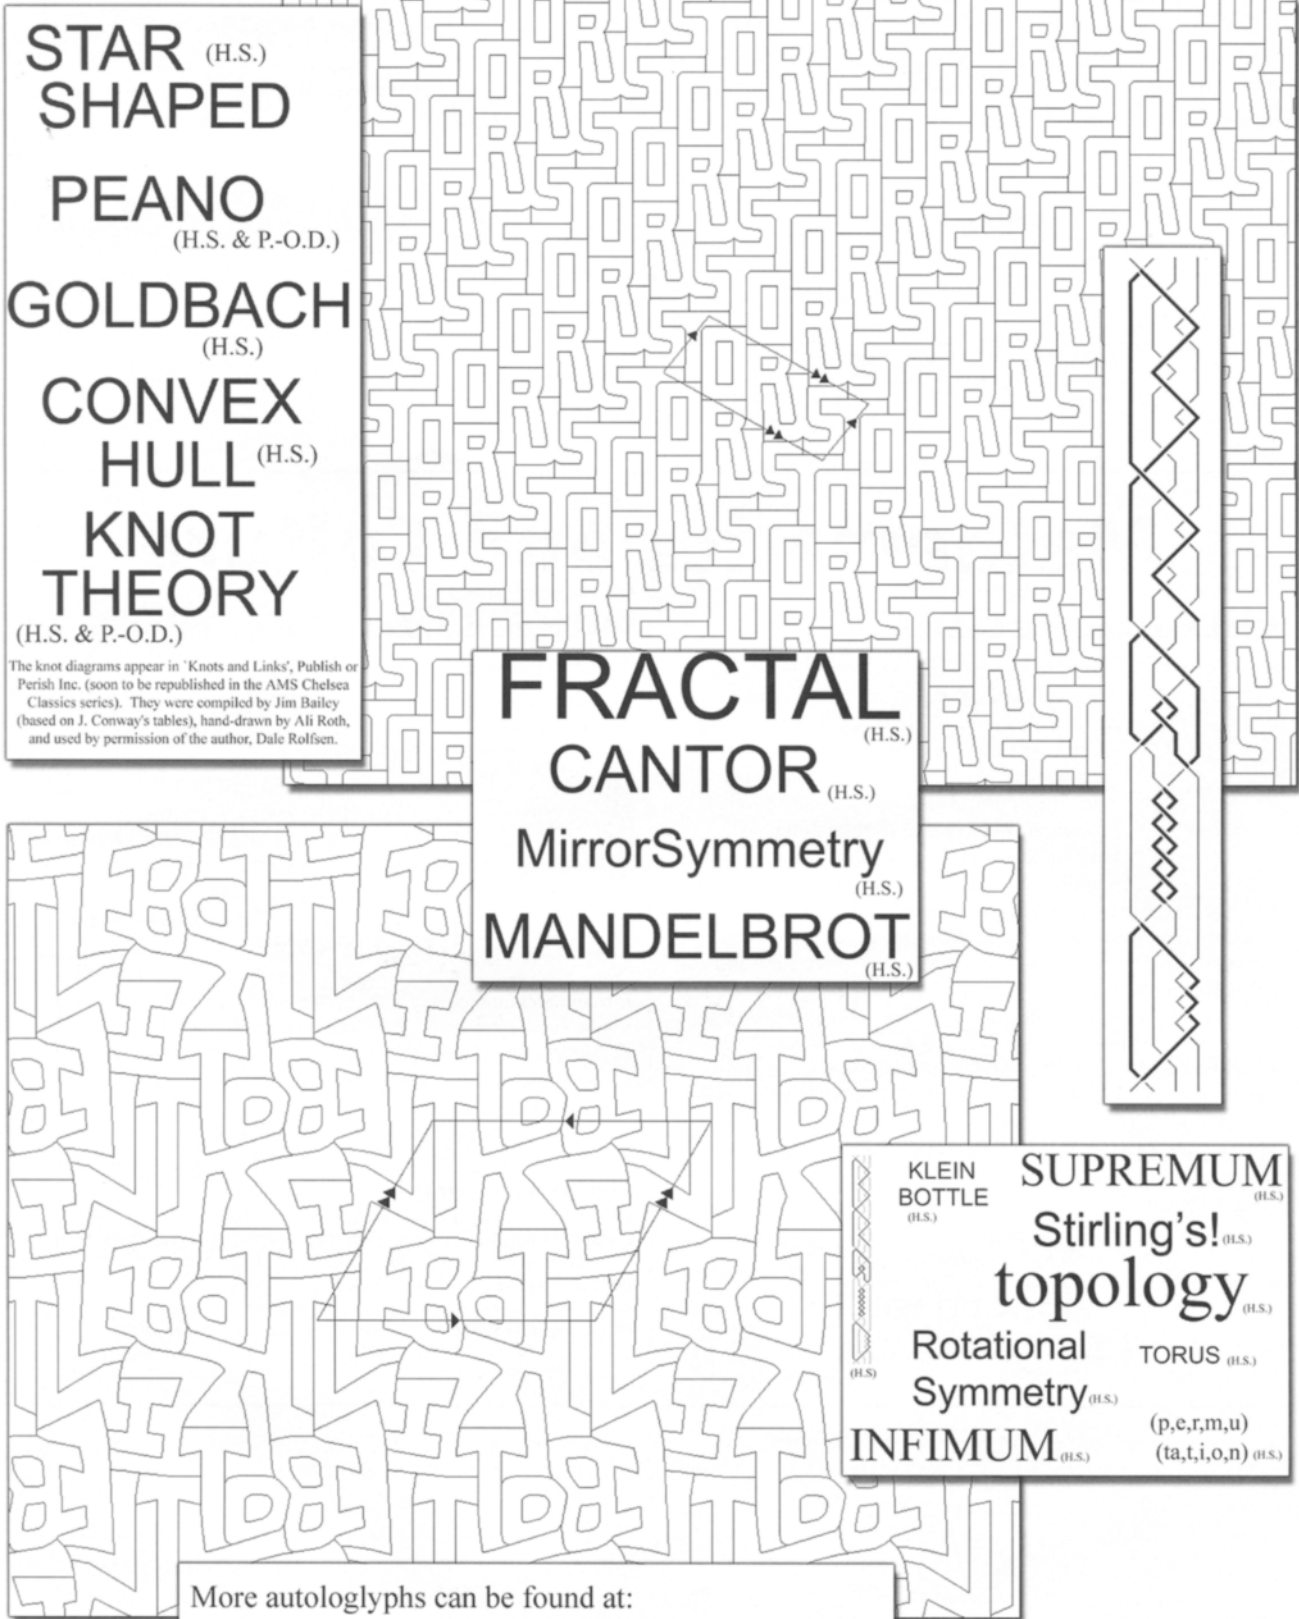 STAR (H.S.)
SHAPED
PEANO
(H.S. & P.-O.D.)
GOLDBACH
(H.S.)
CONVEX
HULL (H.S.)
KNOT
THEORY
(H.S. & P.-O.D.)
The knot diagrams appear in `Knots and Links', Publish or
Perish Inc. (soon to be republished in the AMS Chelsea
Classics series). They were compiled by Jim Bailey
(based on J. Conway's tables), hand-drawn by Ali Roth,
and used by permission of the author, Dale Rolfsen.
FRACTAL
(H.S.)
CANTOR (H.S.)
MirrorSymmetry
(H.S.)
MANDELBROT
(H.S.)
KLEIN
BOTTLE
(H.S.)
(H.S)
SUPREMUM
(H.S.)
Stirling's! (H.S.)
topology (H.S.)
Rotational
Symmetry (H.S.)
TORUS (H.S.)
INFIMUM (H.S.)
(p,e,r,m,u)
(ta,t,i,o,n) (H.S.)
More autologlyphs can be found at: